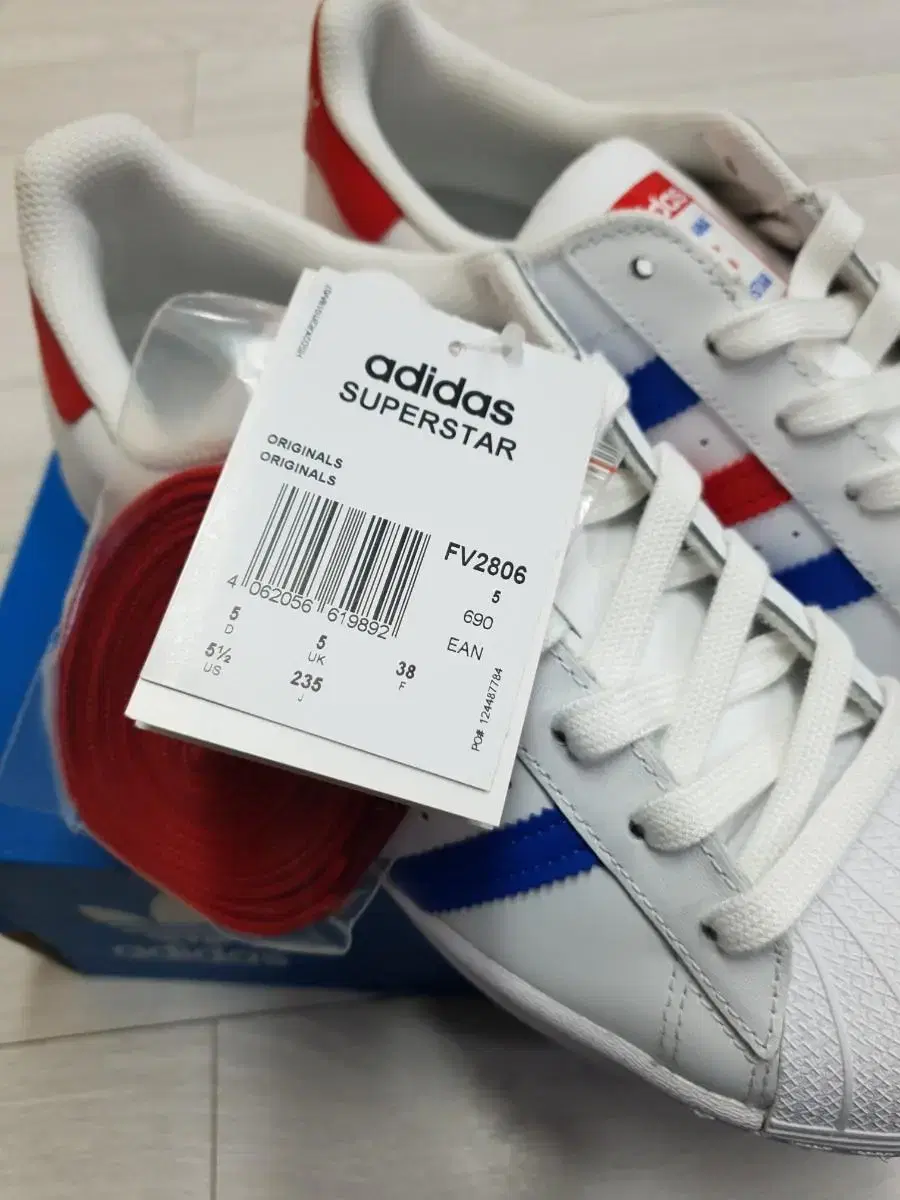 adidas
SUPERSTAR
ORIGINALS
ORIGINALS
FV2806
5
690
EAN
4 062056 619892
5
D
5
UK
38
F
5½
US
235
J
PO# 124487784
adidas